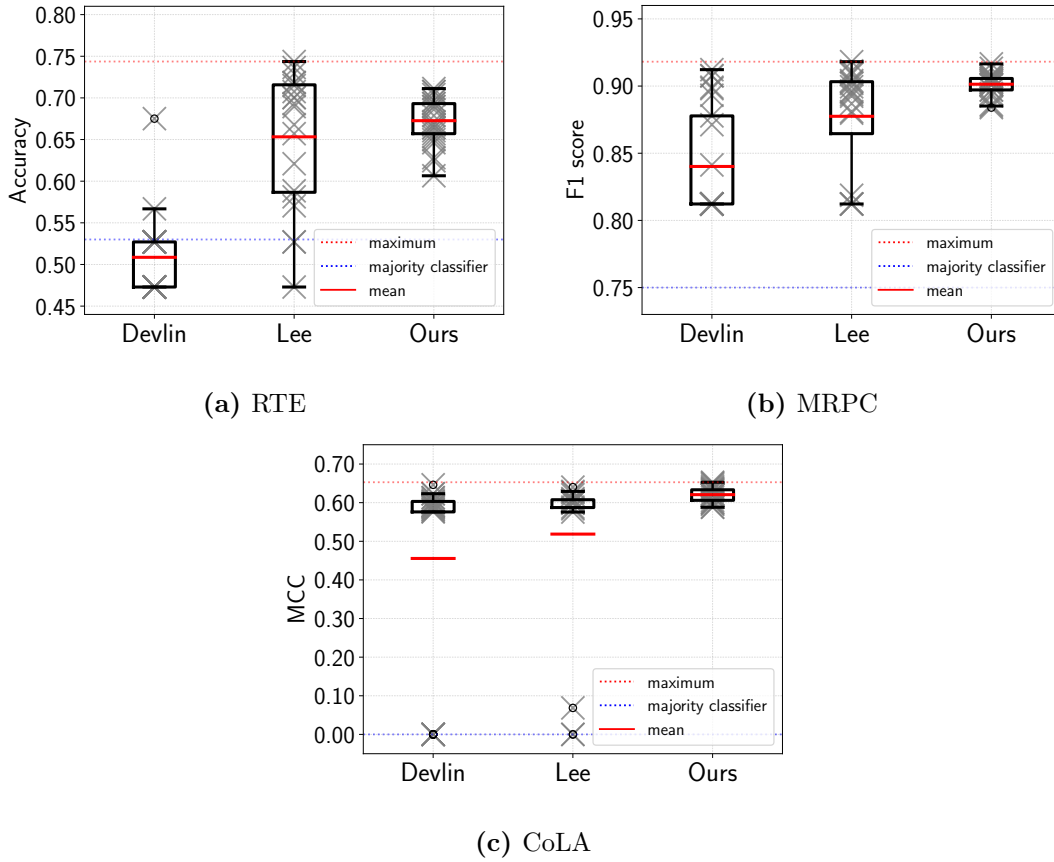 0.80
0.75
0.70
0.65
0.60
0.55
0.50
0.45
Accuracy
Devlin Lee Ours
maximum
majority classifier
mean
(a) RTE
0.95
0.90
0.85
0.80
0.75
F1 score
Devlin Lee Ours
maximum
majority classifier
mean
(b) MRPC
0.70
0.60
0.50
0.40
0.30
0.20
0.10
0.00
MCC
Devlin Lee Ours
maximum
majority classifier
mean
(c) CoLA